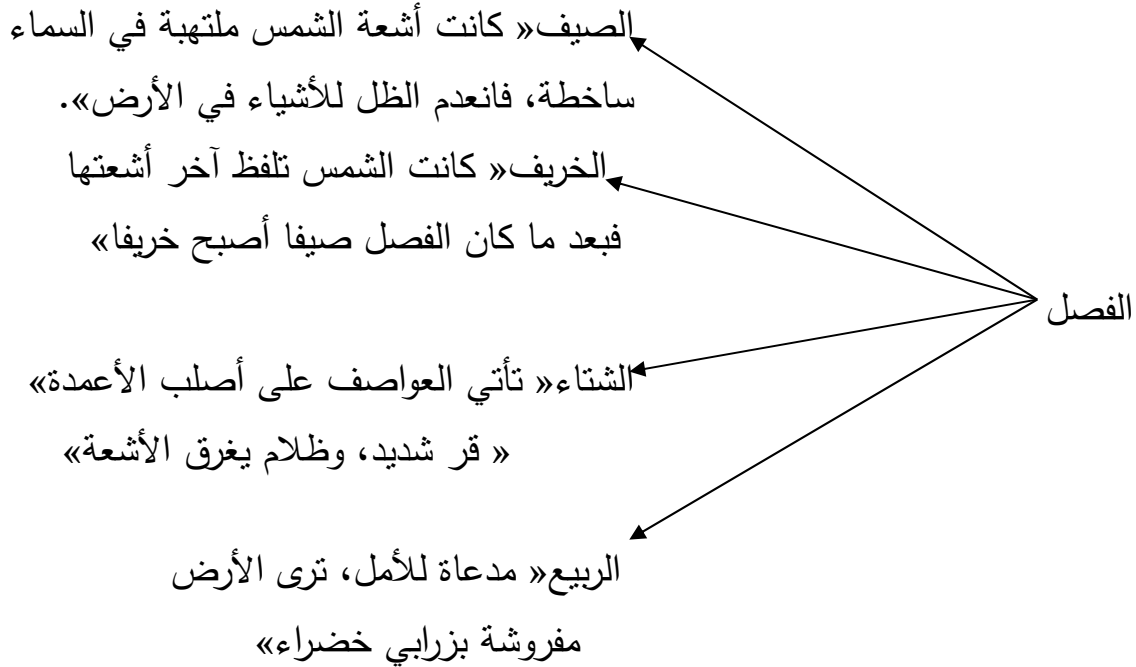 الصيف« كانت أشعة الشمس ملتهبة في السماء
ساخطة، فانعدم الظل للأشياء في الأرض».
الخريف« كانت الشمس تلفظ آخر أشعتها
فبعد ما كان الفصل صيفا أصبح خريفا»
الفصل
الشتاء« تأتي العواصف على أصلب الأعمدة»
« قر شديد، وظلام يغرق الأشعة»
الربيع« مدعاة للأمل، ترى الأرض
مفروشة بزرابي خضراء»